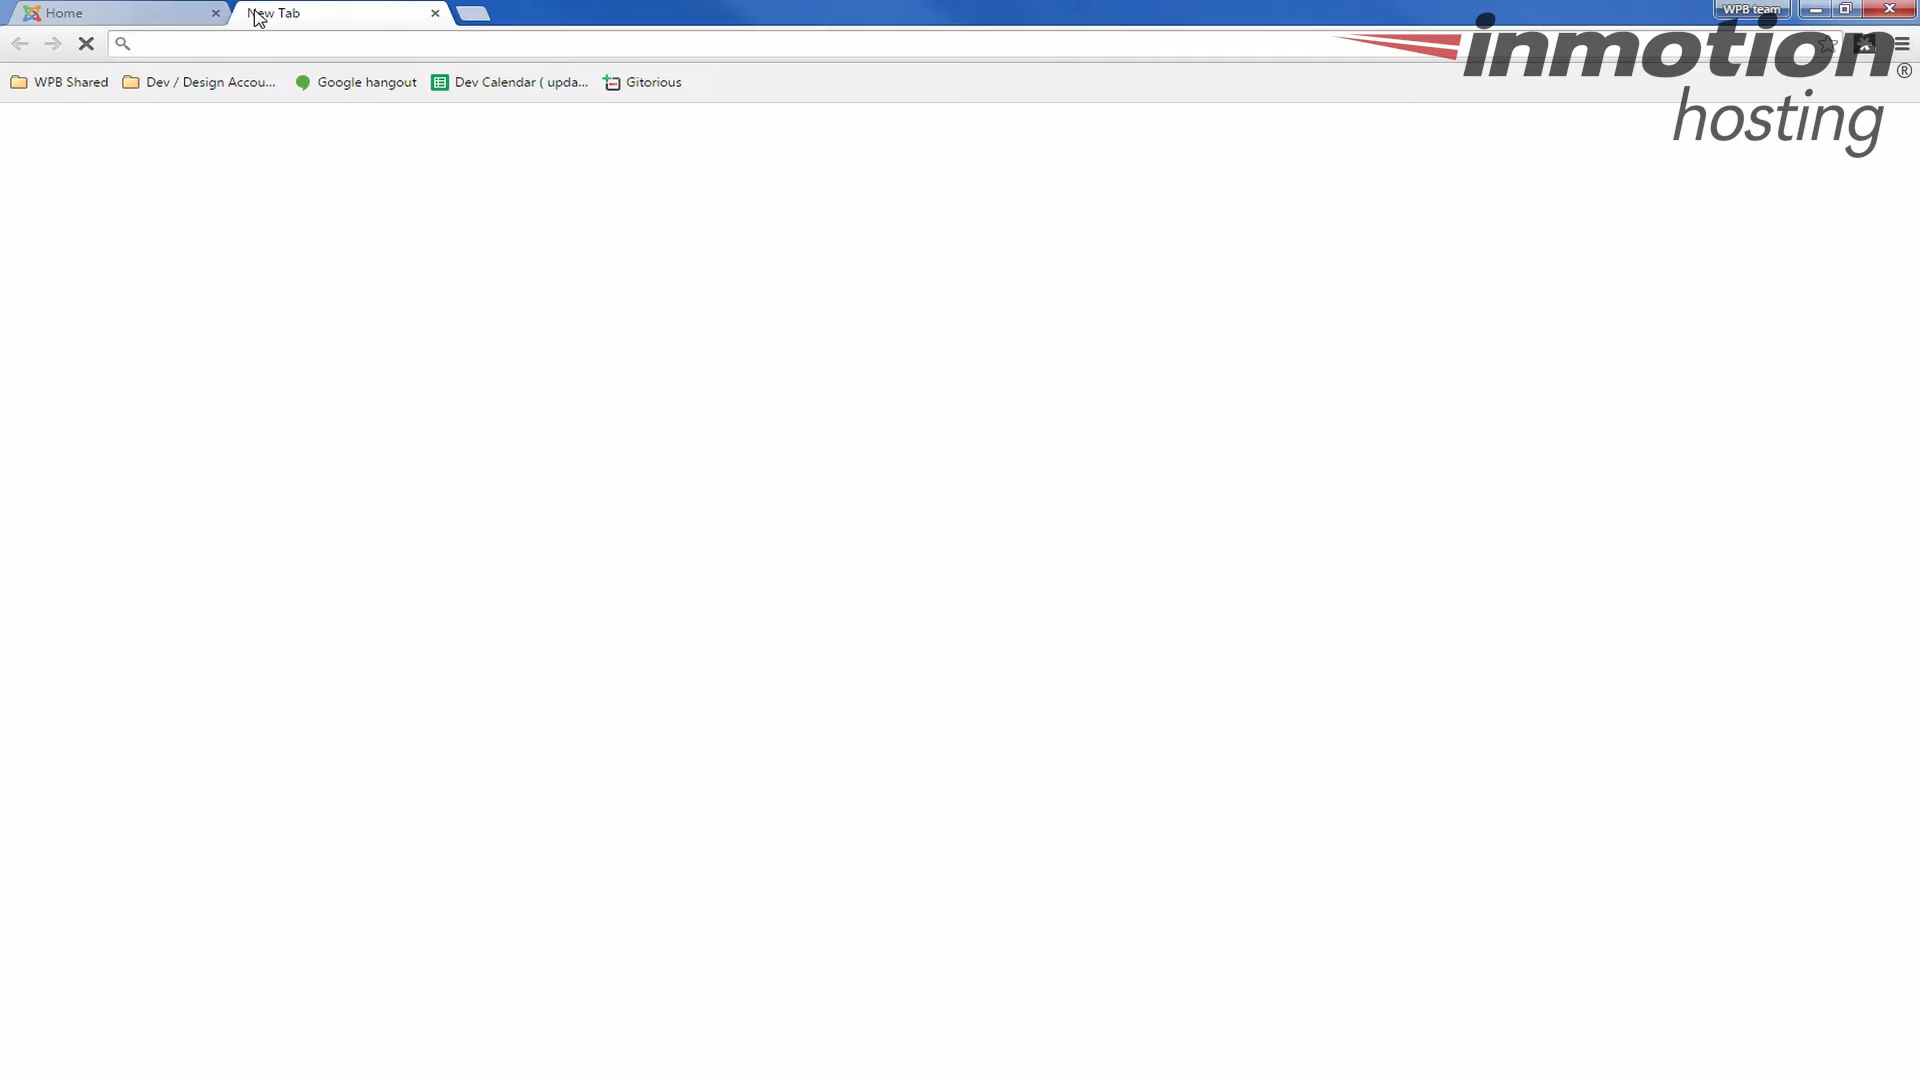 Home
New Tab
WPB team
WPB Shared
Dev / Design Accou...
Google hangout
Dev Calendar ( upda...
Gitorious
inmotion®
hosting